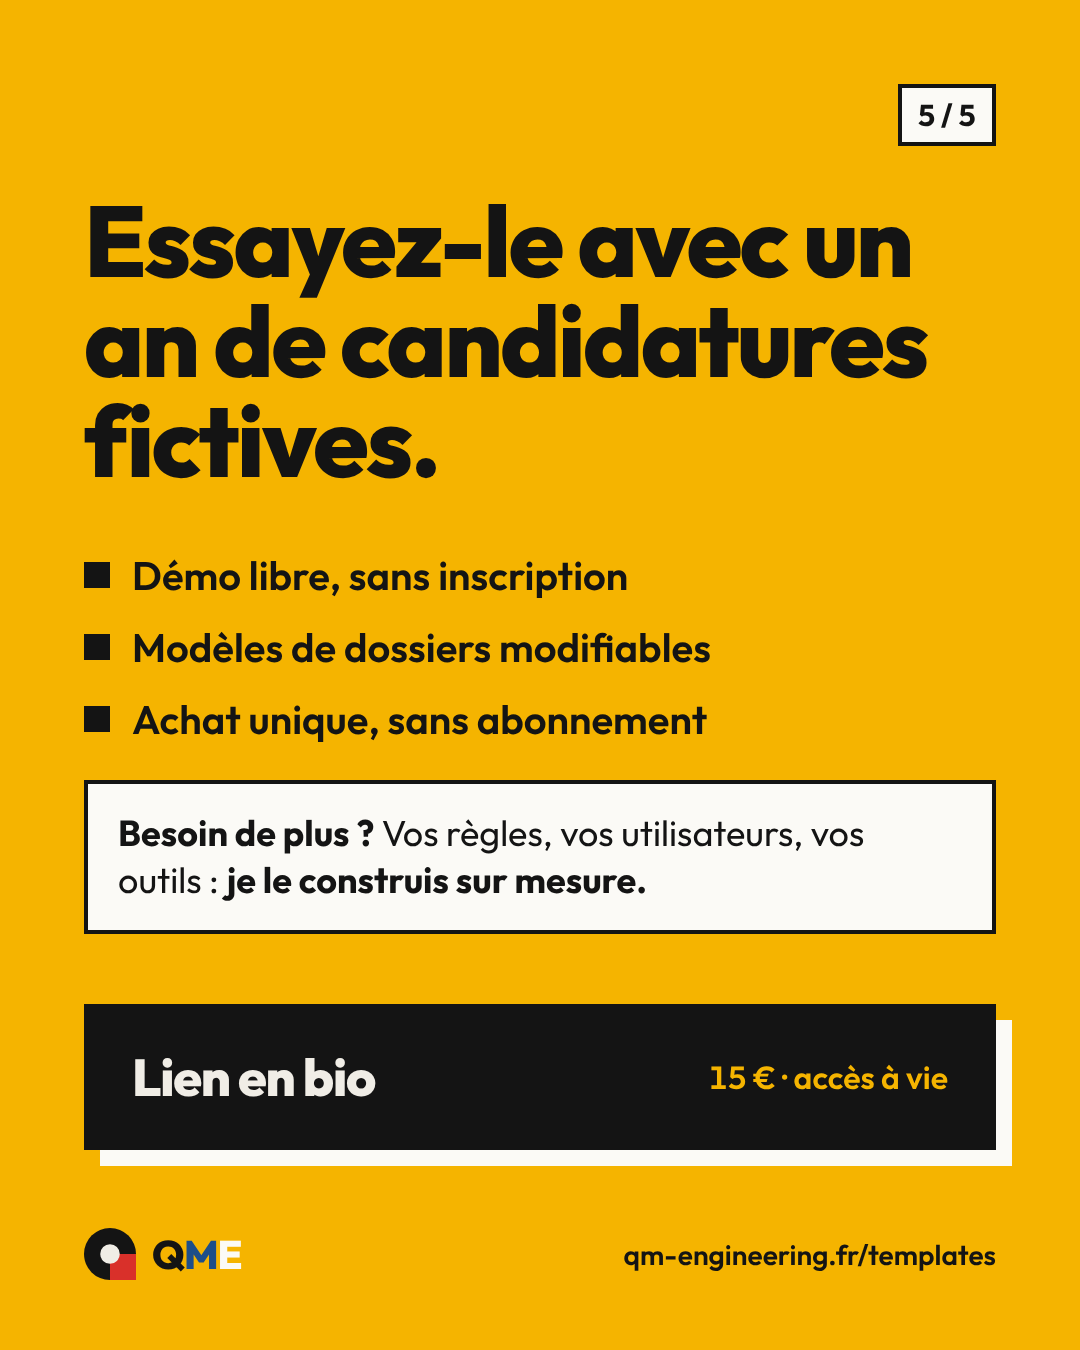 5 / 5
Essayez-le avec un
an de candidatures
fictives.
Démo libre, sans inscription
Modèles de dossiers modifiables
Achat unique, sans abonnement
Besoin de plus ? Vos règles, vos utilisateurs, vos
outils : je le construis sur mesure.
Lien en bio
15 € · accès à vie
QME
qm-engineering.fr/templates